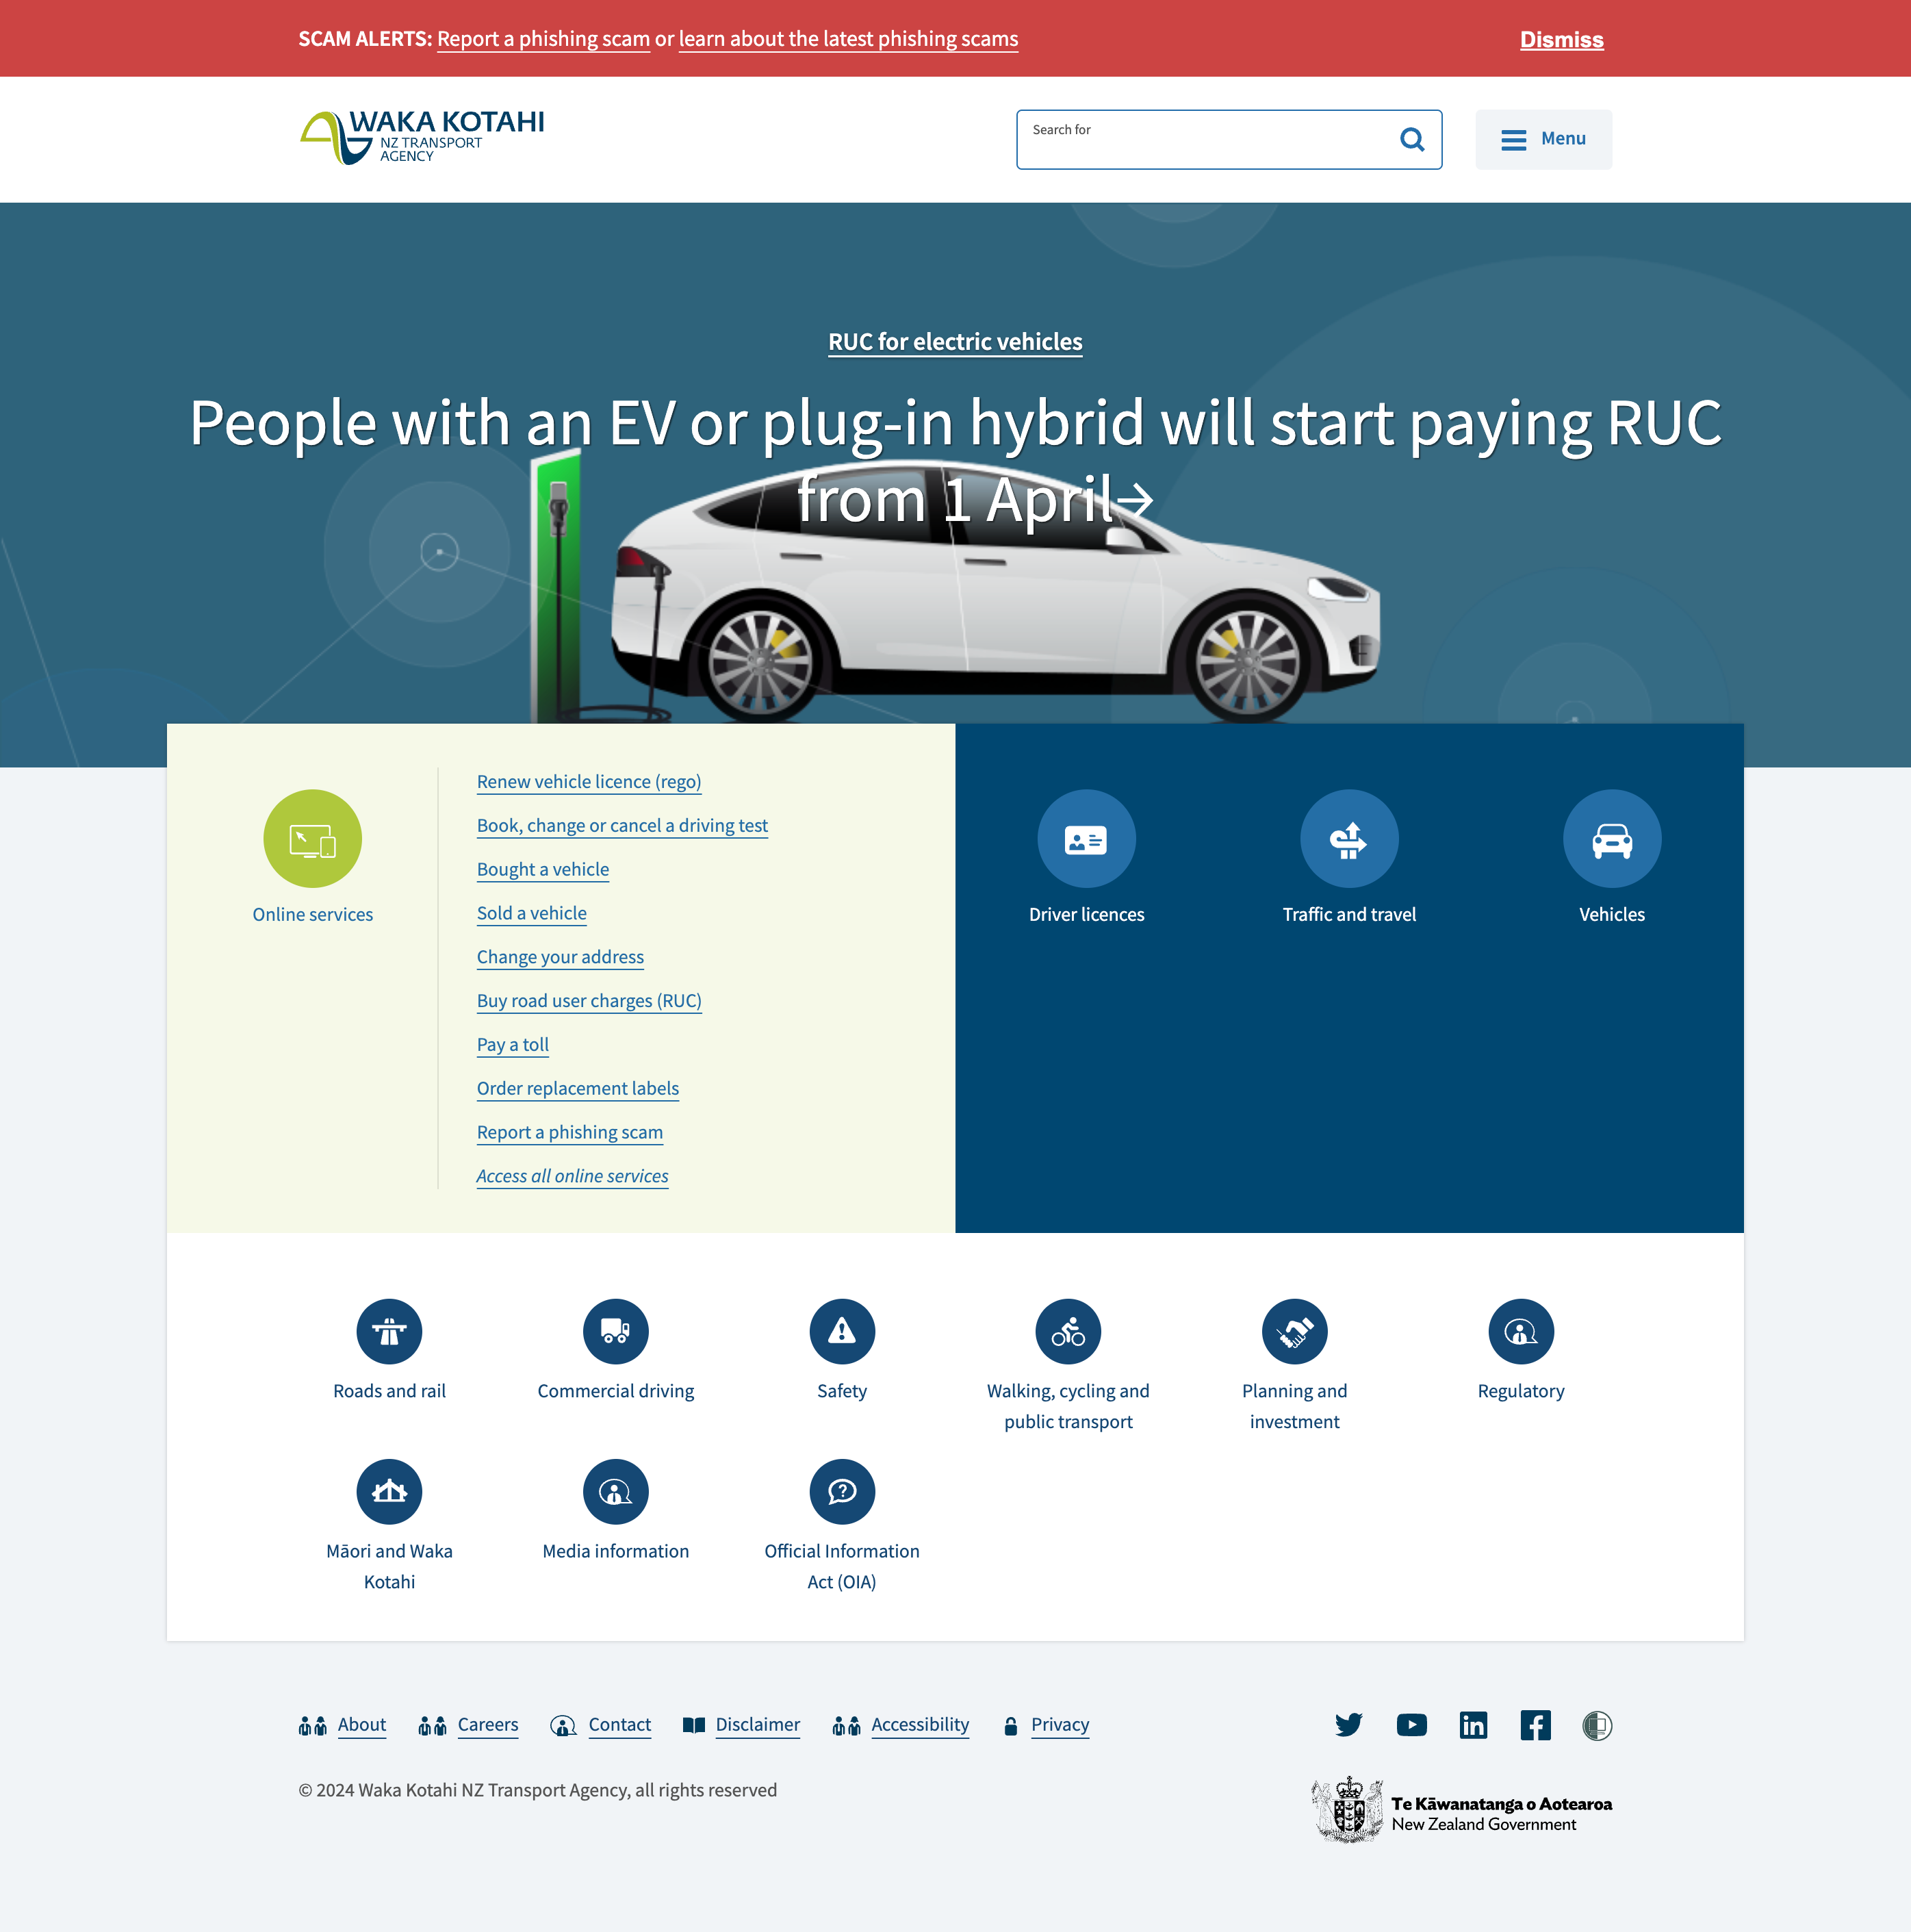 SCAM ALERTS: Report a phishing scam or learn about the latest phishing scams
Dismiss
WAKA KOTAHI
NZ TRANSPORT
AGENCY
Search for
Menu
RUC for electric vehicles
People with an EV or plug-in hybrid will start paying RUC
from 1 April→
Online services
Renew vehicle licence (rego)
Book, change or cancel a driving test
Bought a vehicle
Sold a vehicle
Change your address
Buy road user charges (RUC)
Pay a toll
Order replacement labels
Report a phishing scam
Access all online services
Driver licences
Traffic and travel
Vehicles
Roads and rail
Commercial driving
Safety
Walking, cycling and
public transport
Planning and
investment
Regulatory
Māori and Waka
Kotahi
Media information
Official Information
Act (OIA)
About
Careers
Contact
Disclaimer
Accessibility
Privacy
© 2024 Waka Kotahi NZ Transport Agency, all rights reserved
Te Kāwanatanga o Aotearoa
New Zealand Government